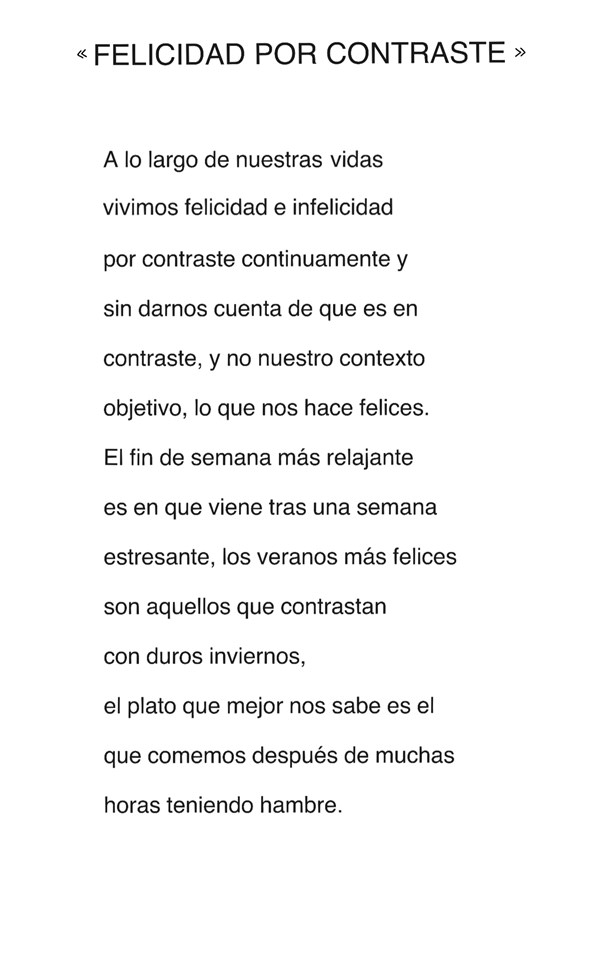 « FELICIDAD POR CONTRASTE »
A lo largo de nuestras vidas
vivimos felicidad e infelicidad
por contraste continuamente y
sin darnos cuenta de que es en
contraste, y no nuestro contexto
objetivo, lo que nos hace felices.
El fin de semana más relajante
es en que viene tras una semana
estresante, los veranos más felices
son aquellos que contrastan
con duros inviernos,
el plato que mejor nos sabe es el
que comemos después de muchas
horas teniendo hambre.